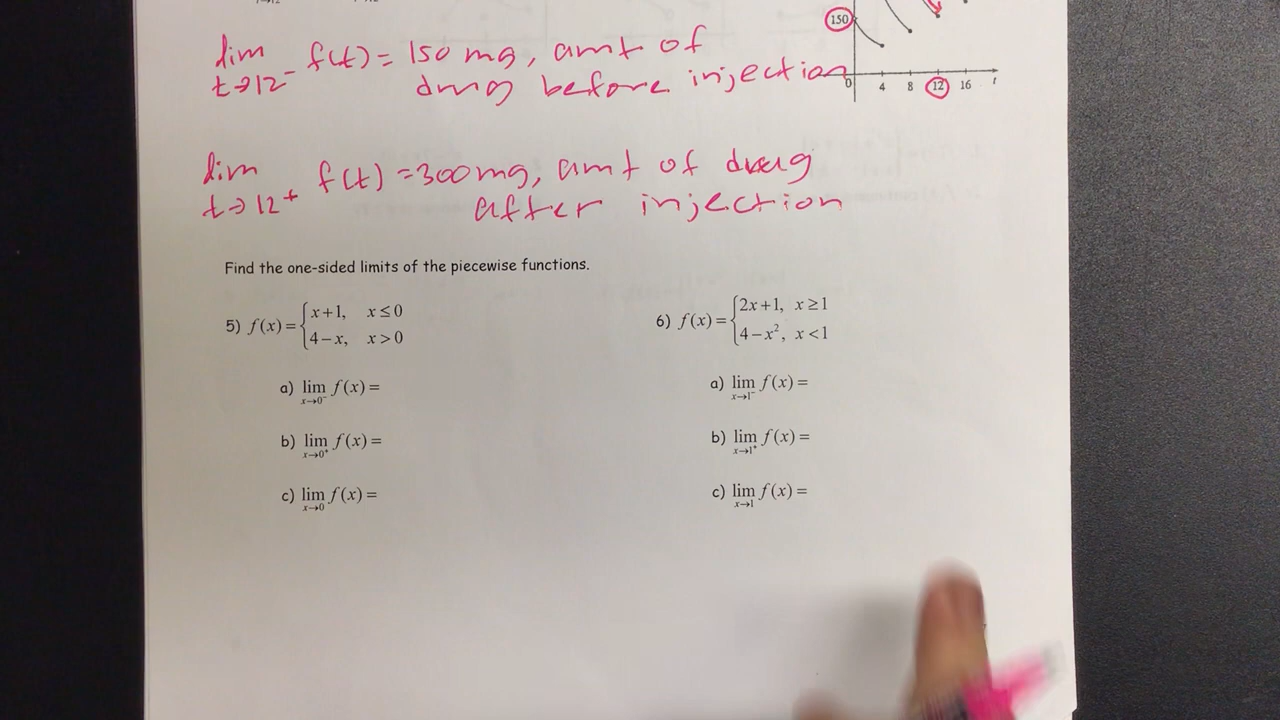 150
lim f(t) = 150 mg, amt of
t→12⁻ drug before injection
0 4 8 12 16 t
lim f(t) = 300 mg, amt of drug
t→12⁺ after injection
Find the one-sided limits of the piecewise functions.
5) f(x) = { x+1, x ≤ 0
4−x, x > 0
a) lim x→0⁻ f(x) =
b) lim x→0⁺ f(x) =
c) lim x→0 f(x) =
6) f(x) = { 2x+1, x ≥ 1
4−x², x < 1
a) lim x→1⁻ f(x) =
b) lim x→1⁺ f(x) =
c) lim x→1 f(x) =